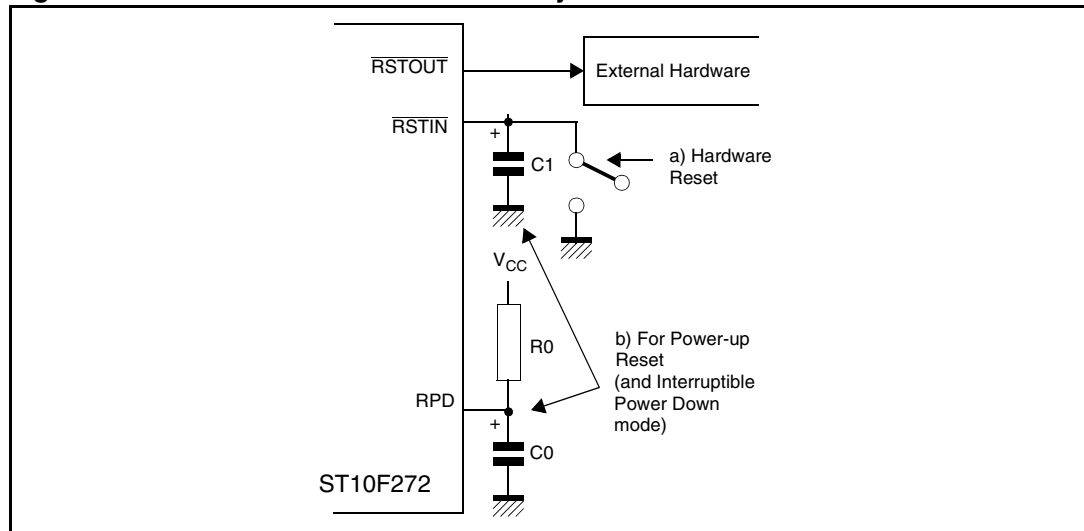 RSTOUT
External Hardware
RSTIN
+
C1
a) Hardware
Reset
VCC
R0
b) For Power-up
Reset
(and Interruptible
Power Down
mode)
RPD
+
C0
ST10F272